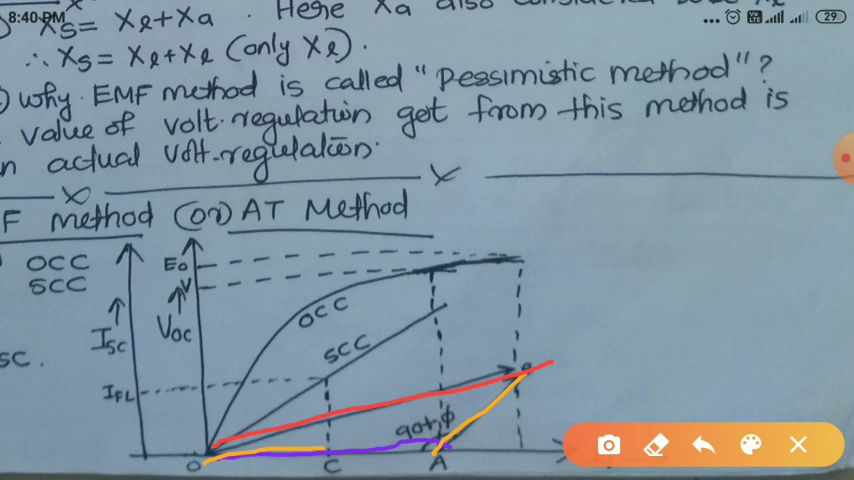 8:40 PM
29
Xs = Xl + Xa . Here Xa also
∴ Xs = Xl + Xl (only Xl).
why EMF method is called "pessimistic method"?
value of volt.regulation got from this method is
actual volt-regulation.
F method (or) AT Method
OCC
SCC
Eo
V
OCC
SCC
Isc
Voc
SC.
IFL
90+ϕ
O
C
A